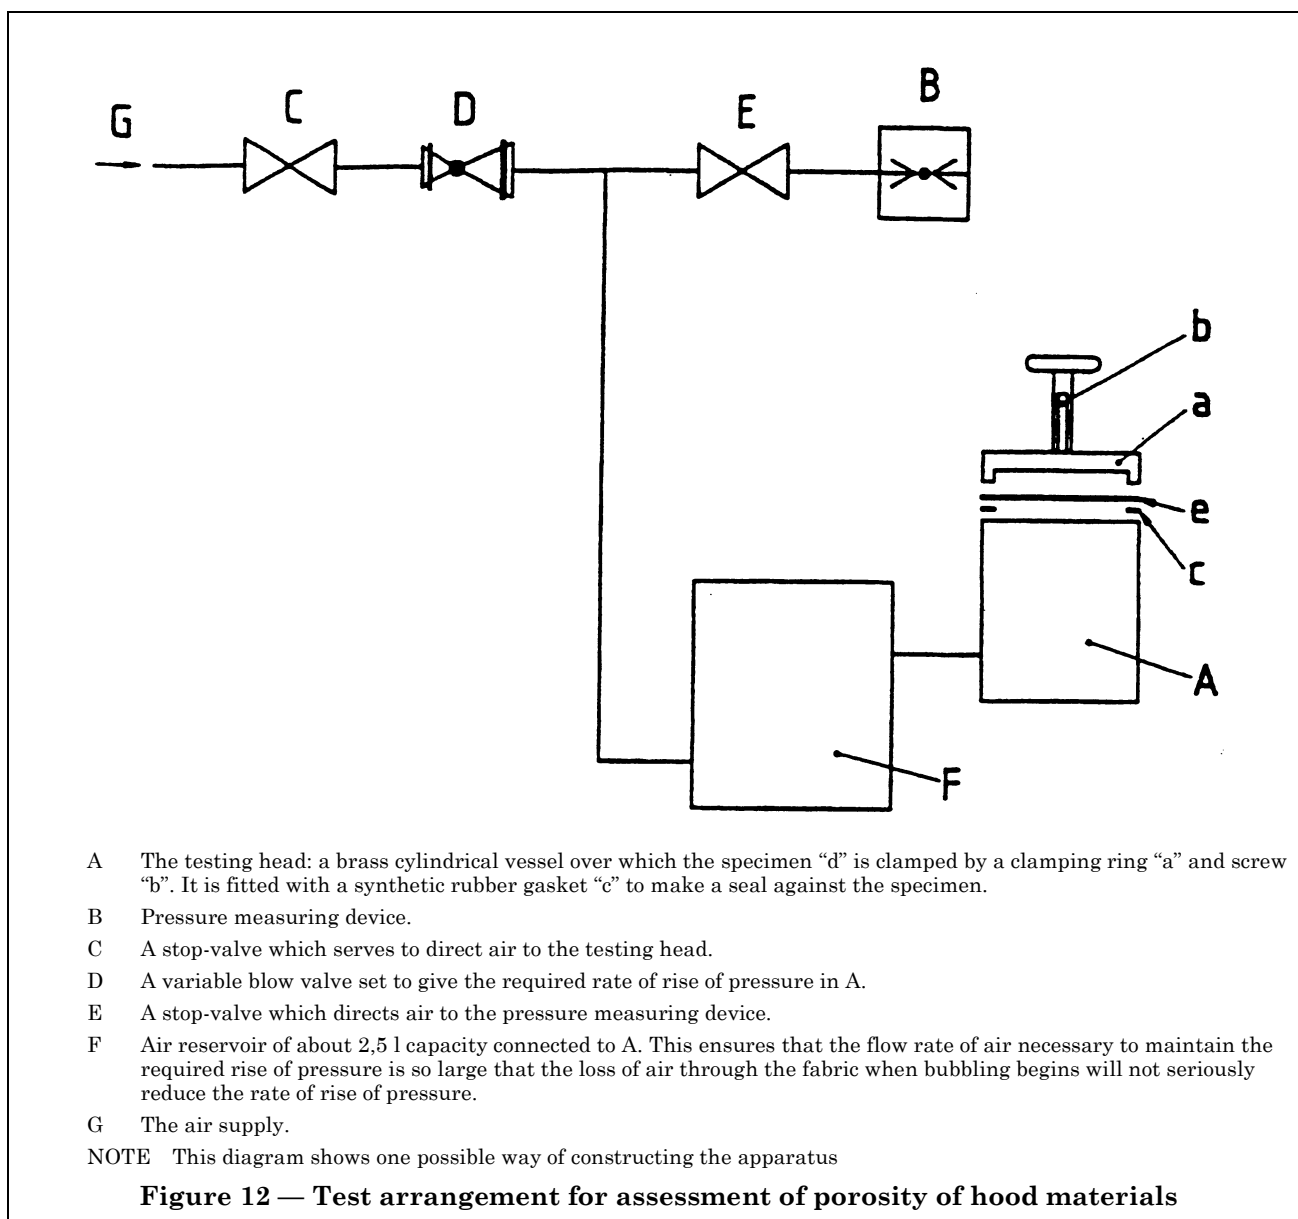 G
C
D
E
B
b
a
e
c
A
F
A The testing head: a brass cylindrical vessel over which the specimen “d” is clamped by a clamping ring “a” and screw
“b”. It is fitted with a synthetic rubber gasket “c” to make a seal against the specimen.
B Pressure measuring device.
C A stop-valve which serves to direct air to the testing head.
D A variable blow valve set to give the required rate of rise of pressure in A.
E A stop-valve which directs air to the pressure measuring device.
F Air reservoir of about 2,5 l capacity connected to A. This ensures that the flow rate of air necessary to maintain the
required rise of pressure is so large that the loss of air through the fabric when bubbling begins will not seriously
reduce the rate of rise of pressure.
G The air supply.
NOTE This diagram shows one possible way of constructing the apparatus
Figure 12 — Test arrangement for assessment of porosity of hood materials